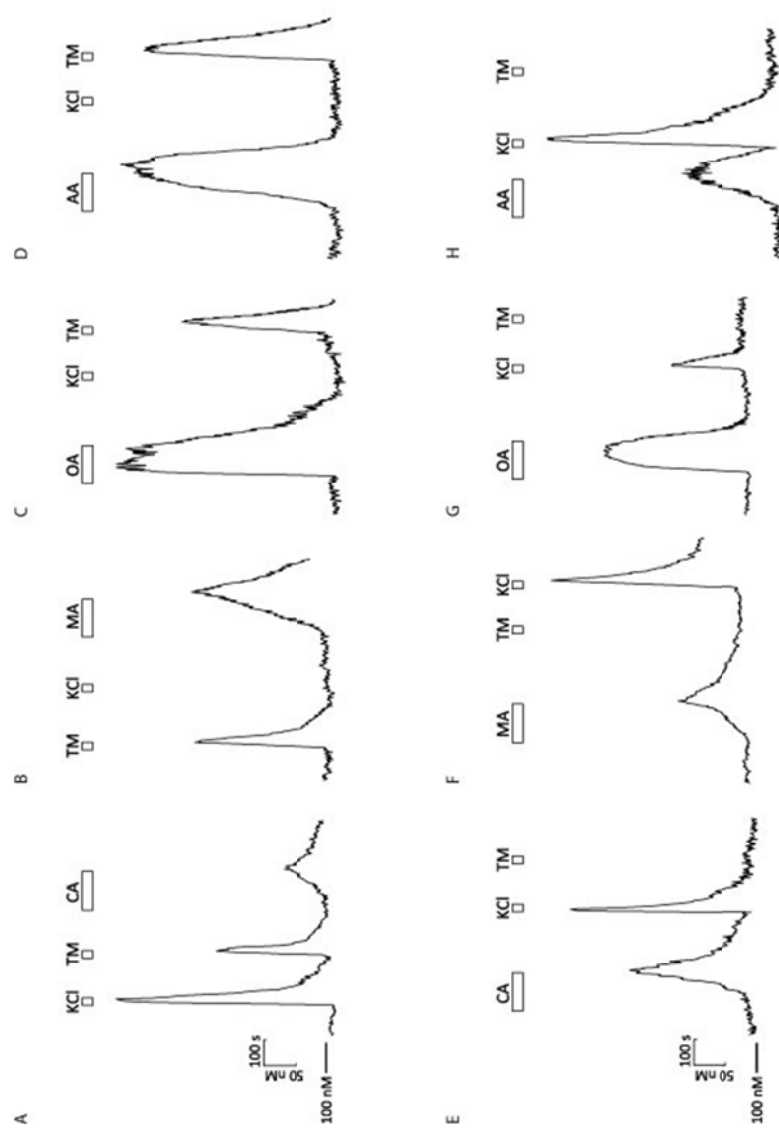 A
KCl TM CA
100 s
50 nM
100 nM
B
TM KCl MA
C
OA KCl TM
D
AA KCl TM
E
CA KCl TM
100 s
50 nM
100 nM
F
MA TM KCl
G
OA KCl TM
H
AA KCl TM